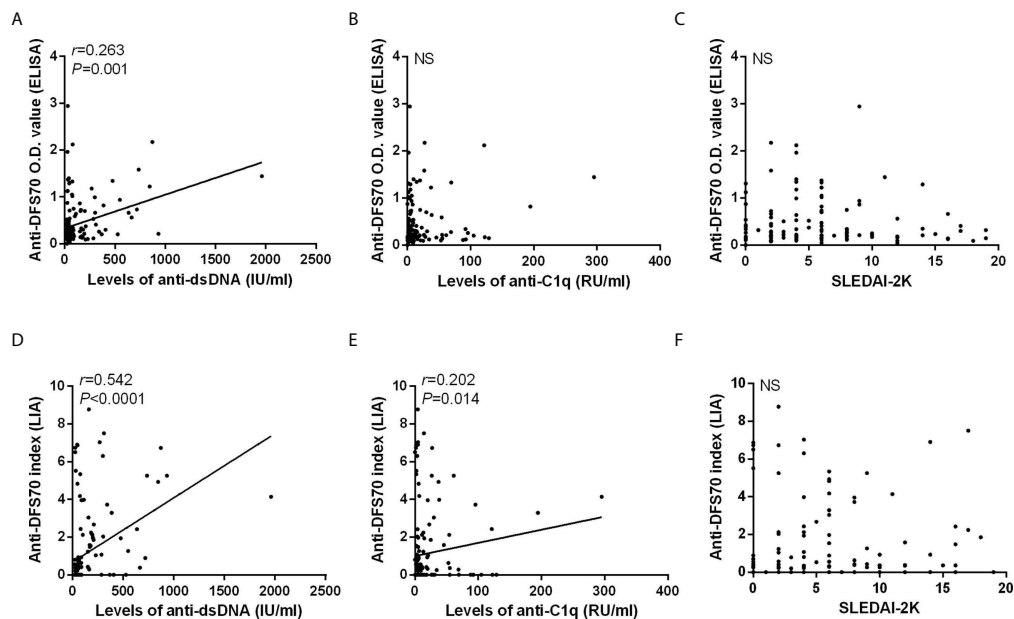 A
r=0.263
P=0.001
Anti-DFS70 O.D. value (ELISA)
4
3
2
1
0
0 500 1000 1500 2000 2500
Levels of anti-dsDNA (IU/ml)
B
NS
Anti-DFS70 O.D. value (ELISA)
4
3
2
1
0
0 100 200 300 400
Levels of anti-C1q (RU/ml)
C
NS
Anti-DFS70 O.D. value (ELISA)
4
3
2
1
0
0 5 10 15 20
SLEDAI-2K
D
r=0.542
P<0.0001
Anti-DFS70 index (LIA)
10
8
6
4
2
0
0 500 1000 1500 2000 2500
Levels of anti-dsDNA (IU/ml)
E
r=0.202
P=0.014
Anti-DFS70 index (LIA)
10
8
6
4
2
0
0 100 200 300 400
Levels of anti-C1q (RU/ml)
F
NS
Anti-DFS70 index (LIA)
10
8
6
4
2
0
0 5 10 15 20
SLEDAI-2K